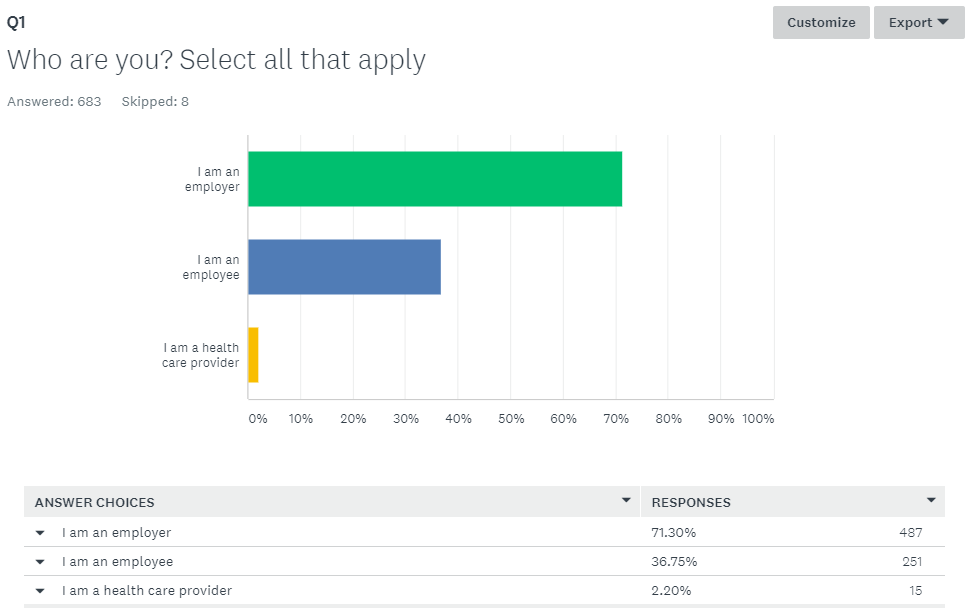 Q1
Customize
Export
Who are you? Select all that apply
Answered: 683 Skipped: 8
I am an
employer
I am an
employee
I am a health
care provider
0% 10% 20% 30% 40% 50% 60% 70% 80% 90% 100%
ANSWER CHOICES RESPONSES
I am an employer 71.30% 487
I am an employee 36.75% 251
I am a health care provider 2.20% 15